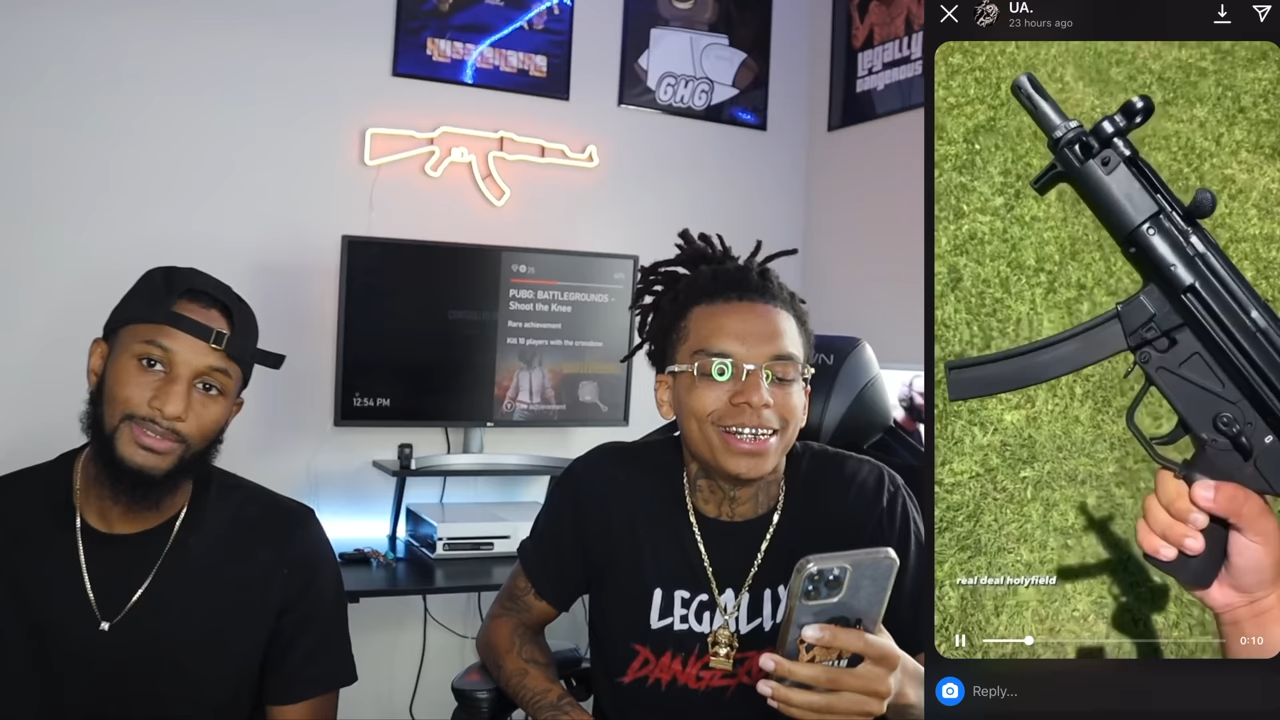 GHG
LEGALLY
DANGEROUS
25
PUBG: BATTLEGROUNDS -
Shoot the Knee
Rare achievement
Kill 10 players with the crossbow
12:54 PM
LEGALLY
UA.
23 hours ago
real deal holyfield
0:10
Reply...